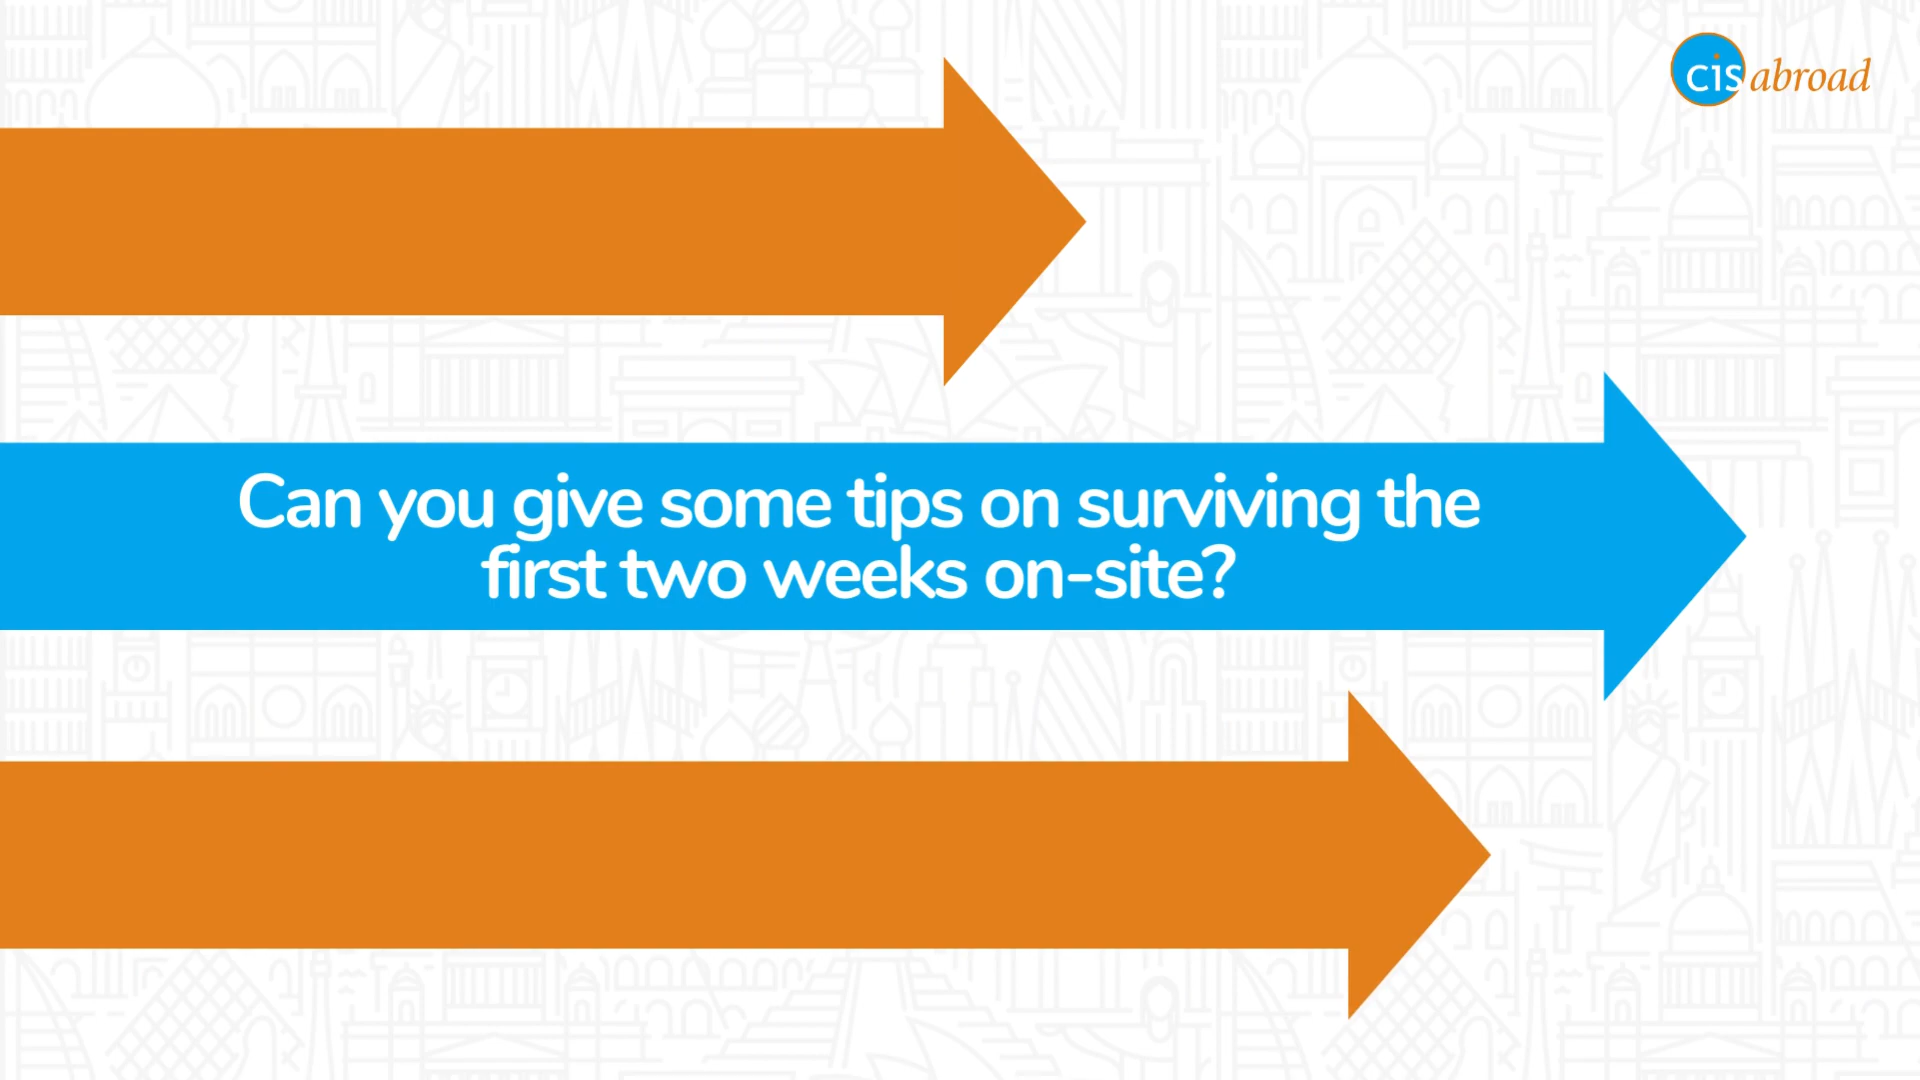 cis abroad
Can you give some tips on surviving the
first two weeks on-site?